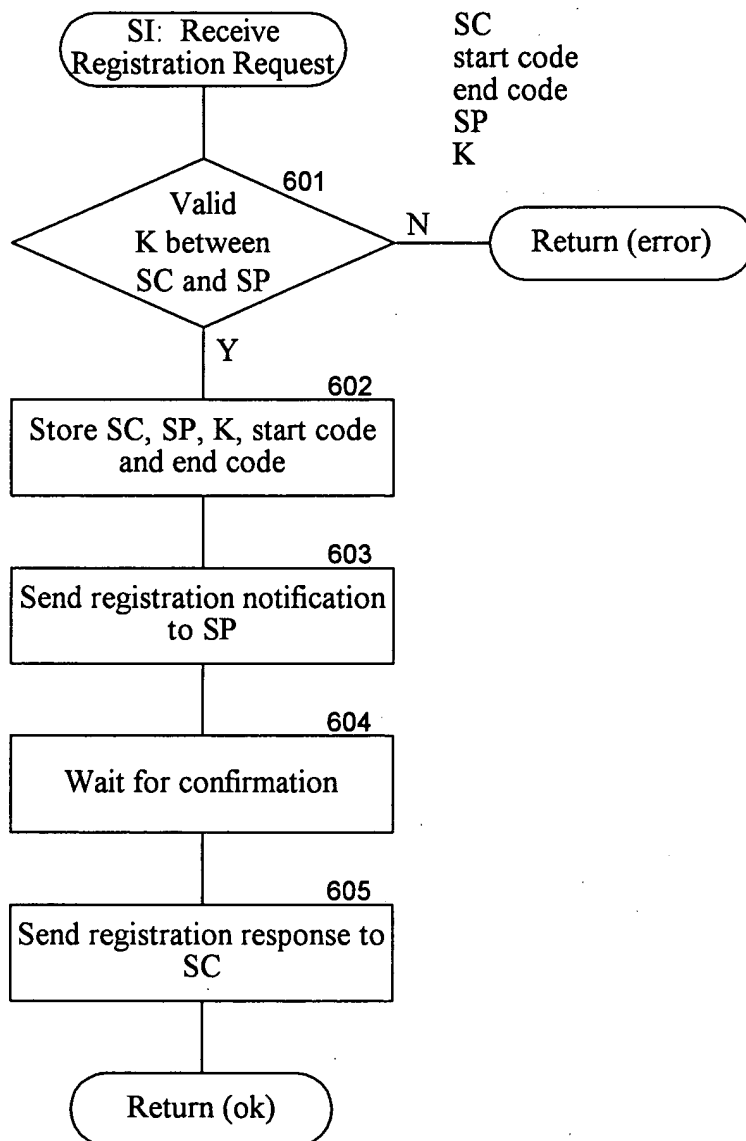 SI: Receive
Registration Request
SC
start code
end code
SP
K
601
Valid
K between
SC and SP
N
Return (error)
Y
602
Store SC, SP, K, start code
and end code
603
Send registration notification
to SP
604
Wait for confirmation
605
Send registration response to
SC
Return (ok)